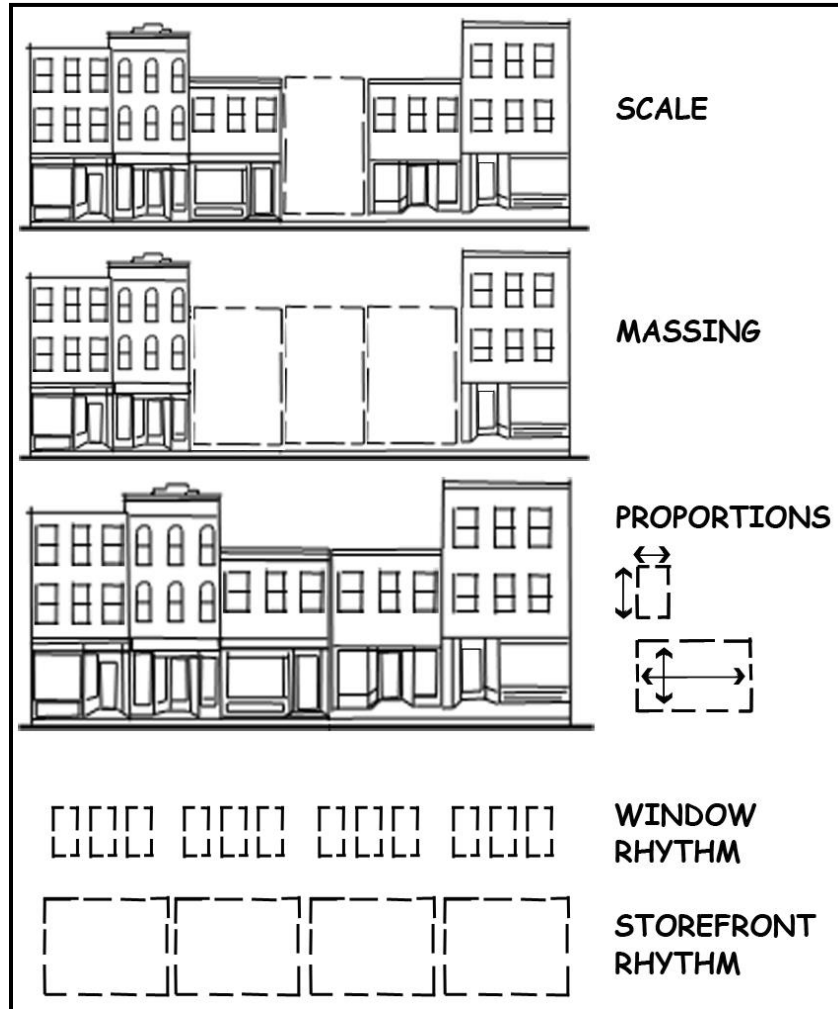 SCALE
MASSING
PROPORTIONS
WINDOW
RHYTHM
STOREFRONT
RHYTHM